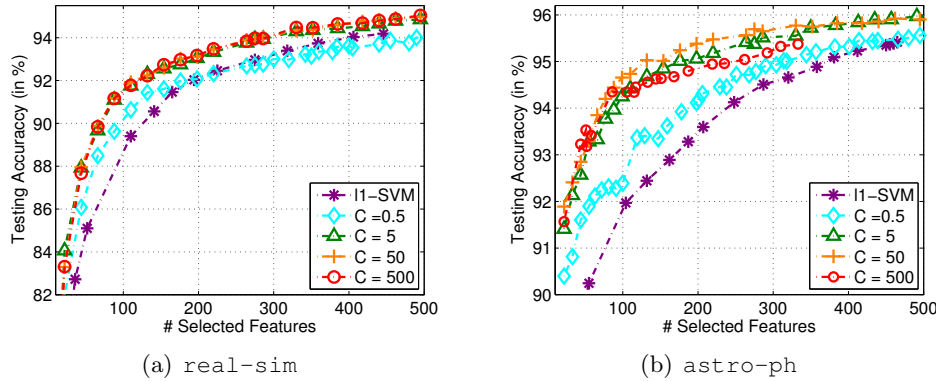 94
92
90
88
86
84
82
Testing Accuraccy (in %)
100 200 300 400 500
# Selected Features
l1-SVM
C =0.5
C = 5
C = 50
C = 500
(a) real-sim
96
95
94
93
92
91
90
Testing Accuraccy (in %)
100 200 300 400 500
# Selected Features
l1-SVM
C =0.5
C = 5
C = 50
C = 500
(b) astro-ph